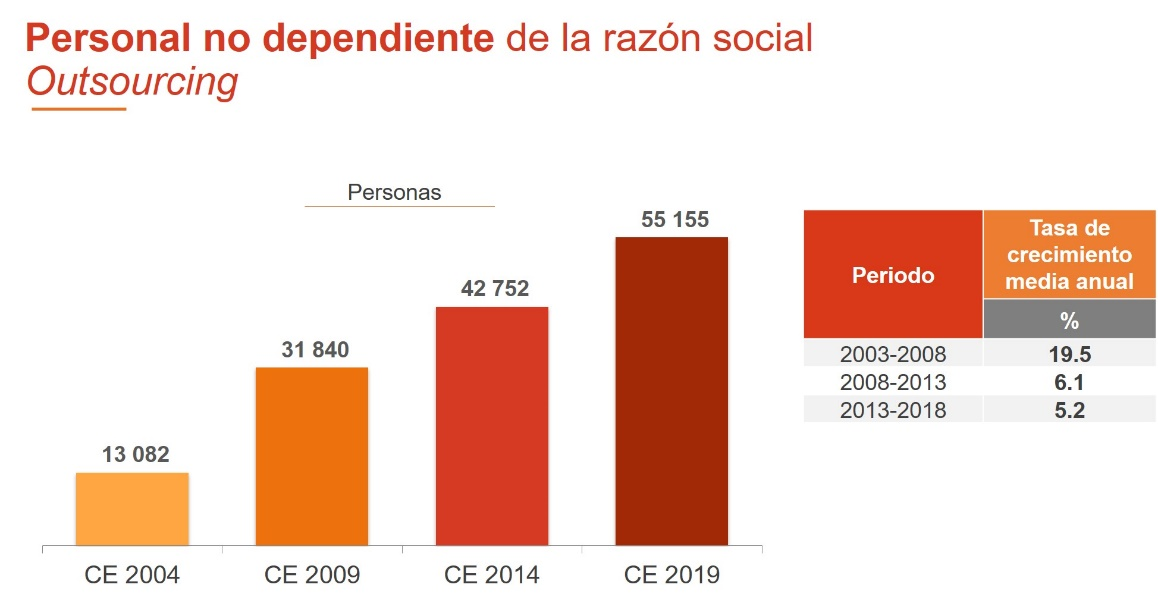 Personal no dependiente de la razón social
Outsourcing
Personas
55 155
42 752
31 840
13 082
CE 2004 CE 2009 CE 2014 CE 2019
Periodo
Tasa de
crecimiento
media anual
%
2003-2008 19.5
2008-2013 6.1
2013-2018 5.2